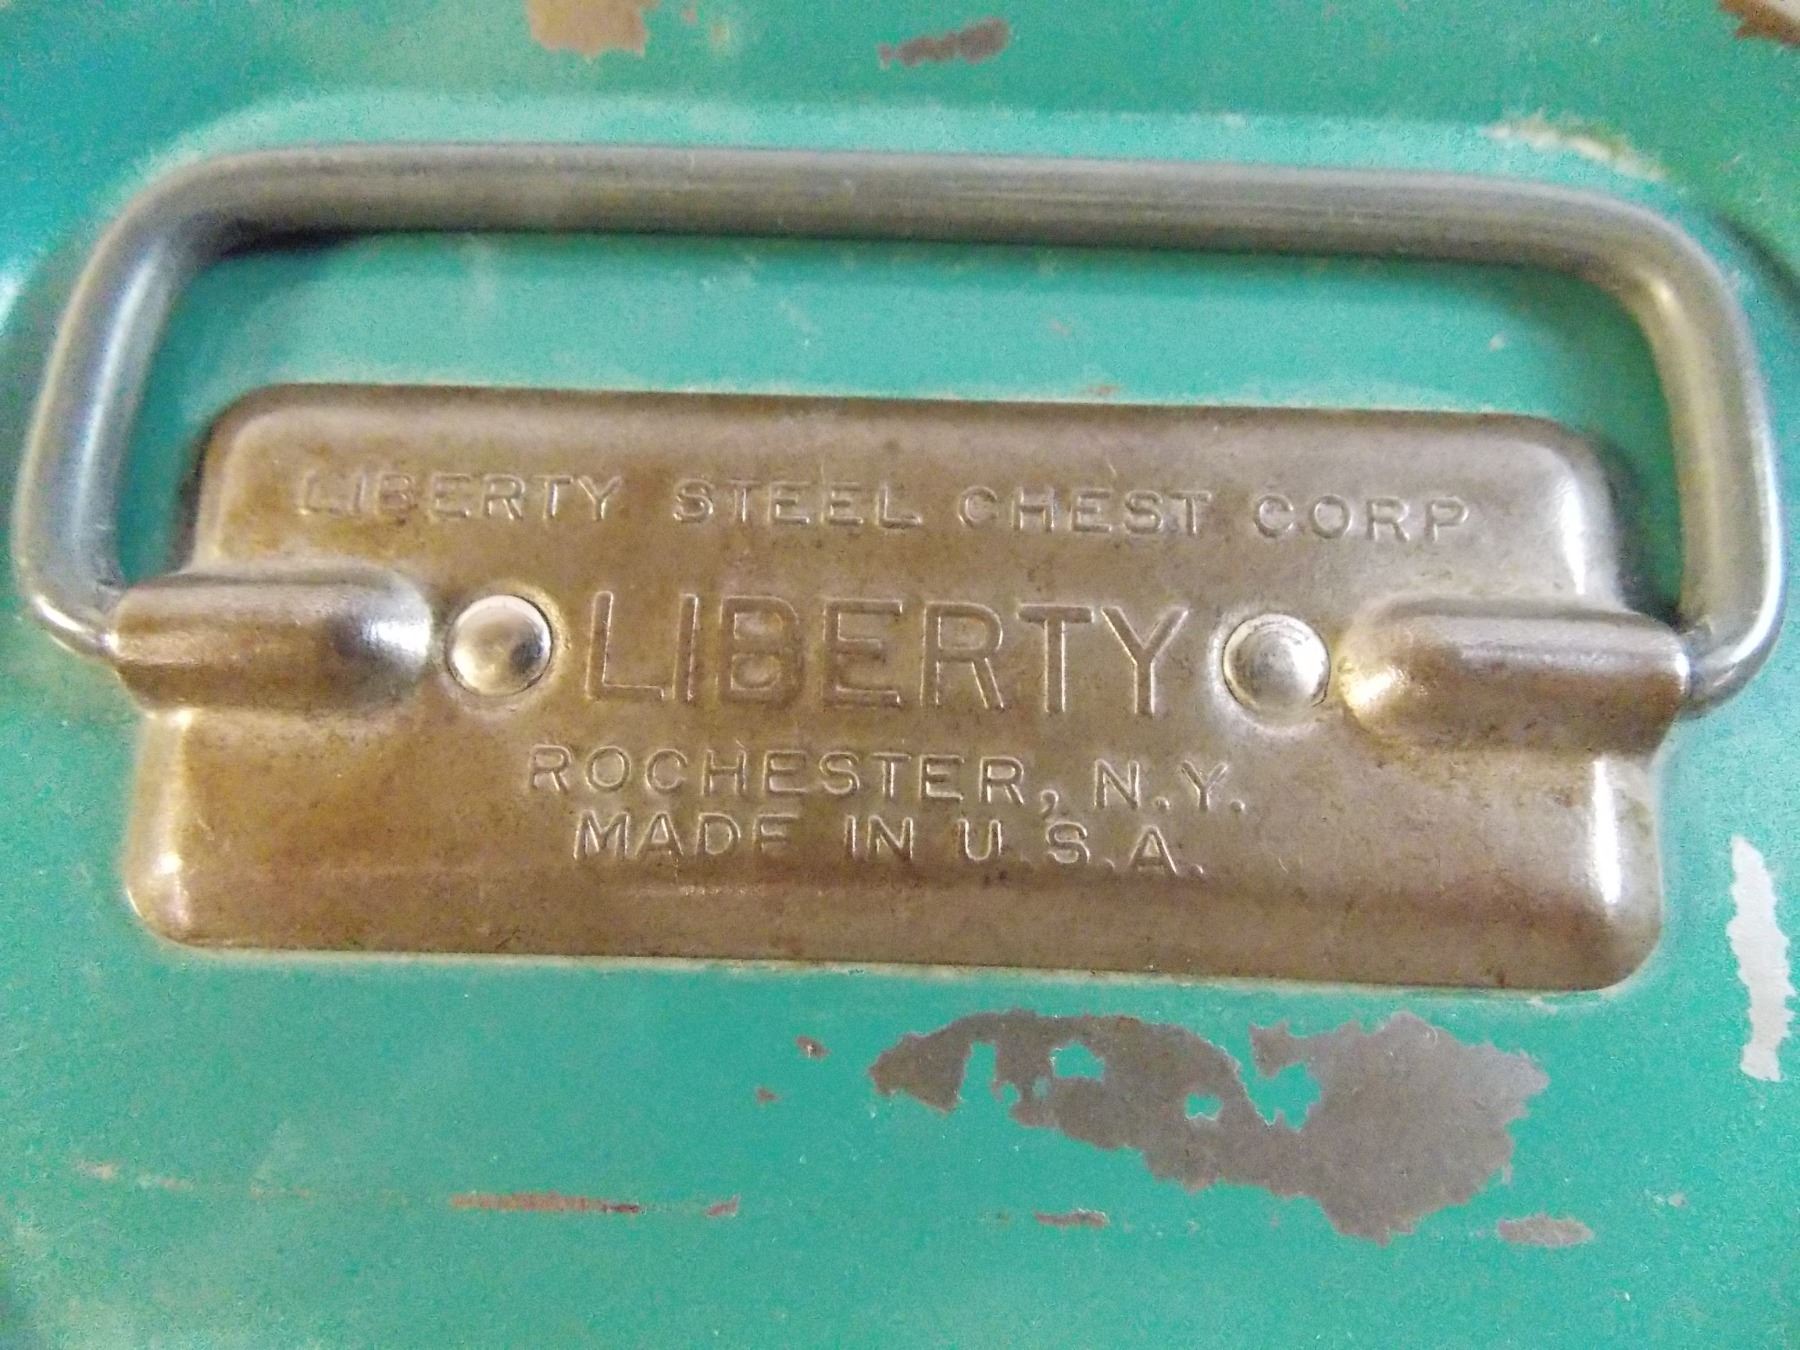 LIBERTY STEEL CHEST CORP
LIBERTY
ROCHESTER, N.Y.
MADE IN U.S.A.